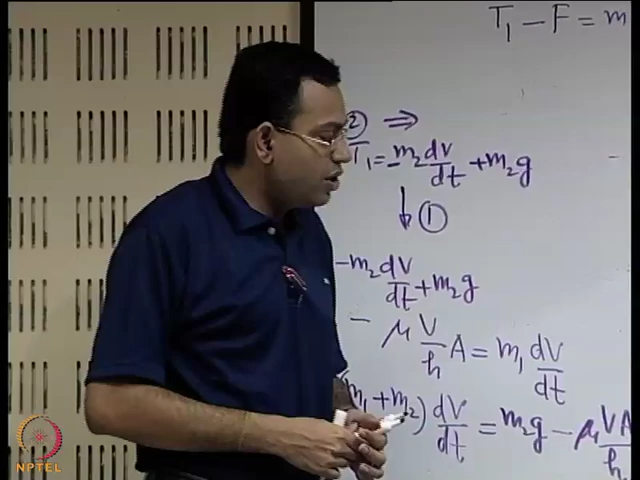 T₁ − F = m
② ⇒
T₁ = −m₂ dV/dt + m₂g
↓ ①
−m₂ dV/dt + m₂g
− μ V/h A = m₁ dV/dt
(m₁ + m₂) dV/dt = m₂g − μ VA/h
NPTEL